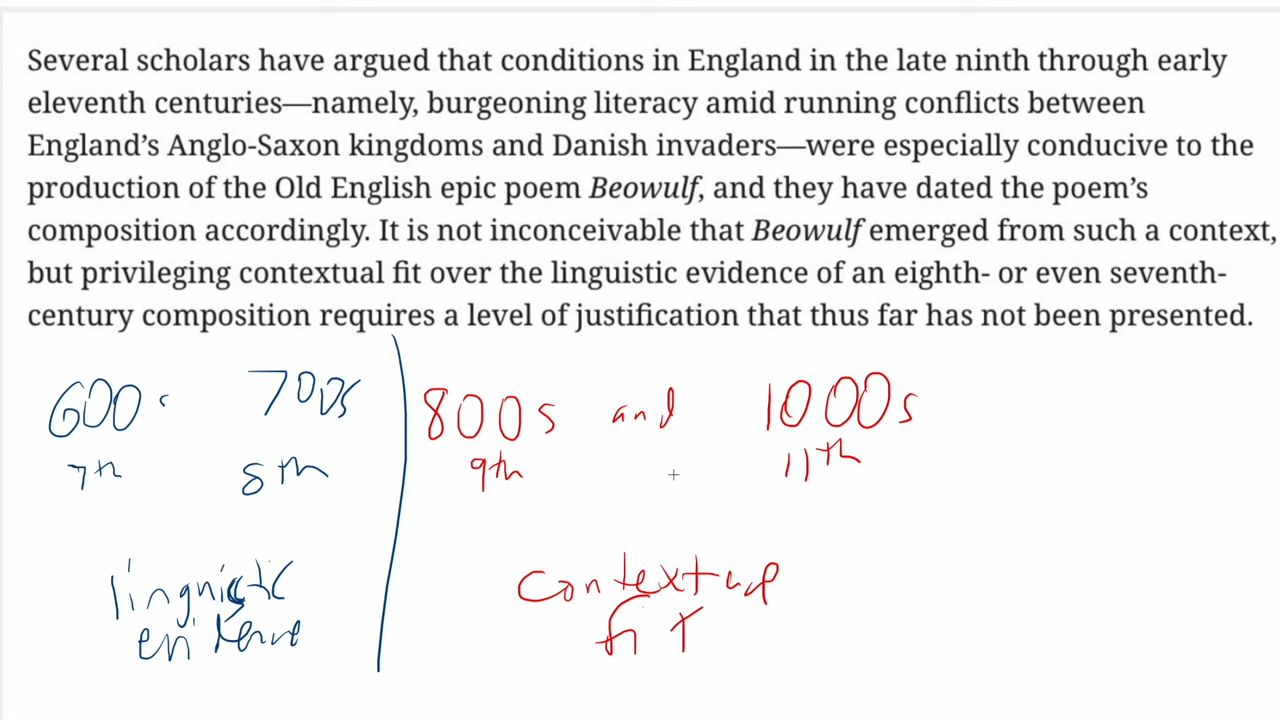 Several scholars have argued that conditions in England in the late ninth through early
eleventh centuries—namely, burgeoning literacy amid running conflicts between
England's Anglo-Saxon kingdoms and Danish invaders—were especially conducive to the
production of the Old English epic poem Beowulf, and they have dated the poem's
composition accordingly. It is not inconceivable that Beowulf emerged from such a context,
but privileging contextual fit over the linguistic evidence of an eighth- or even seventh-
century composition requires a level of justification that thus far has not been presented.
600s 700s 800s and 1000s
7th 8th 9th 11th
linguistic contextual
fit